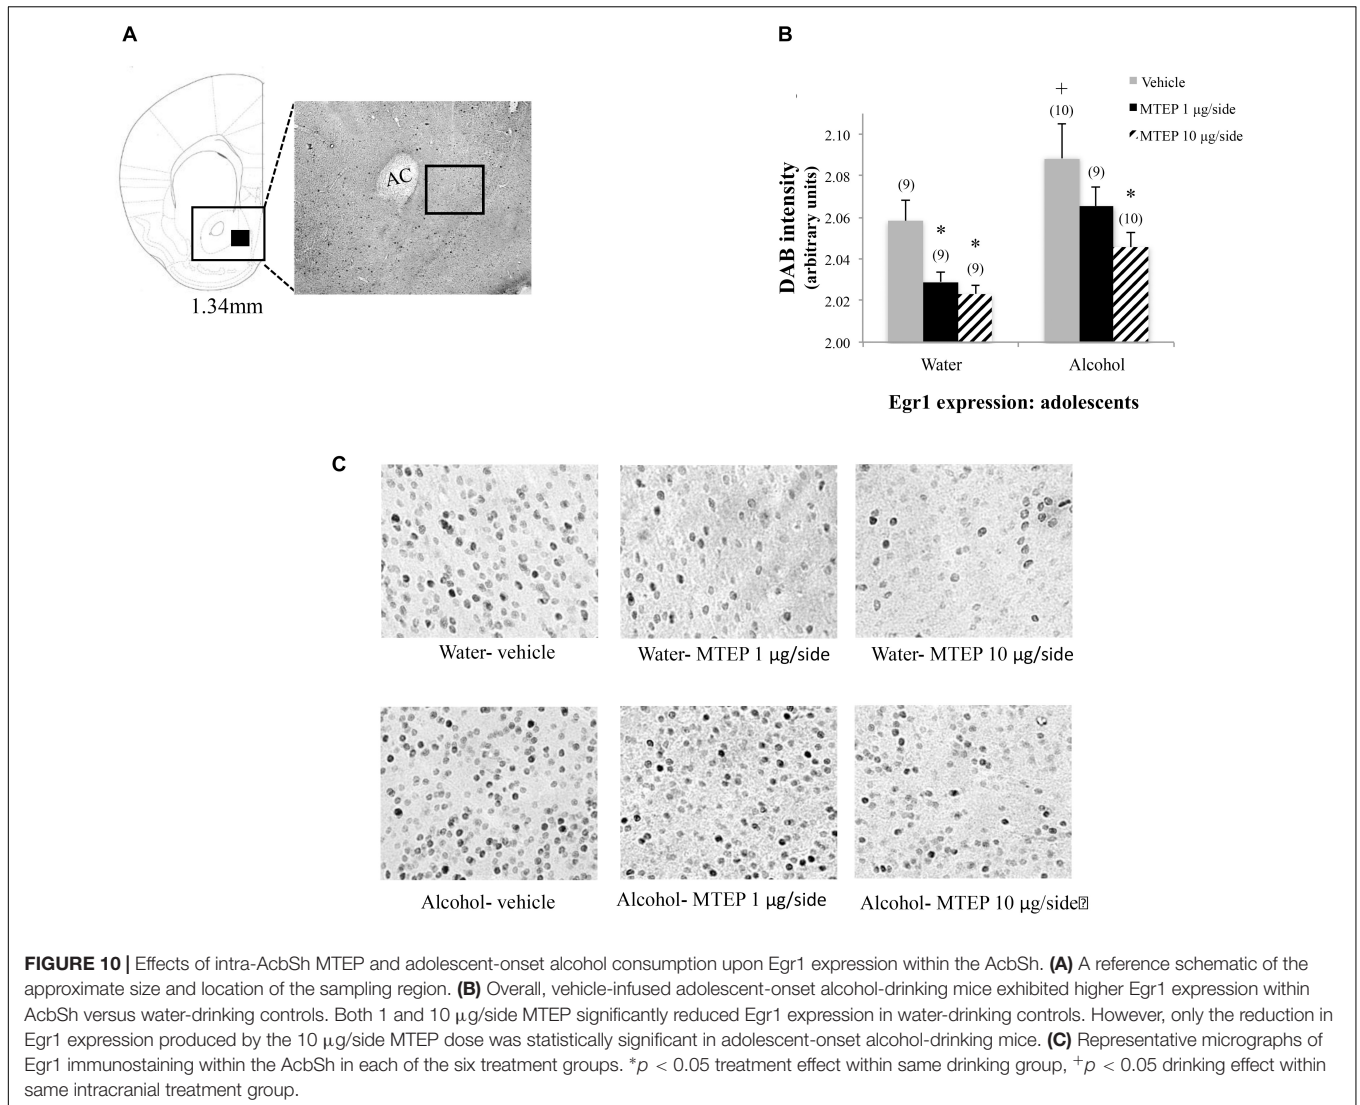 A
AC
1.34mm
B
Vehicle
MTEP 1 μg/side
MTEP 10 μg/side
DAB intensity
(arbitrary units)
2.10
2.08
2.06
2.04
2.02
2.00
(9)
*
(9)
*
(9)
+
(10)
(9)
*
(10)
Water
Alcohol
Egr1 expression: adolescents
C
Water- vehicle
Water- MTEP 1 μg/side
Water- MTEP 10 μg/side
Alcohol- vehicle
Alcohol- MTEP 1 μg/side
Alcohol- MTEP 10 μg/side⍰
FIGURE 10 | Effects of intra-AcbSh MTEP and adolescent-onset alcohol consumption upon Egr1 expression within the AcbSh. (A) A reference schematic of the
approximate size and location of the sampling region. (B) Overall, vehicle-infused adolescent-onset alcohol-drinking mice exhibited higher Egr1 expression within
AcbSh versus water-drinking controls. Both 1 and 10 μg/side MTEP significantly reduced Egr1 expression in water-drinking controls. However, only the reduction in
Egr1 expression produced by the 10 μg/side MTEP dose was statistically significant in adolescent-onset alcohol-drinking mice. (C) Representative micrographs of
Egr1 immunostaining within the AcbSh in each of the six treatment groups. *p < 0.05 treatment effect within same drinking group, +p < 0.05 drinking effect within
same intracranial treatment group.